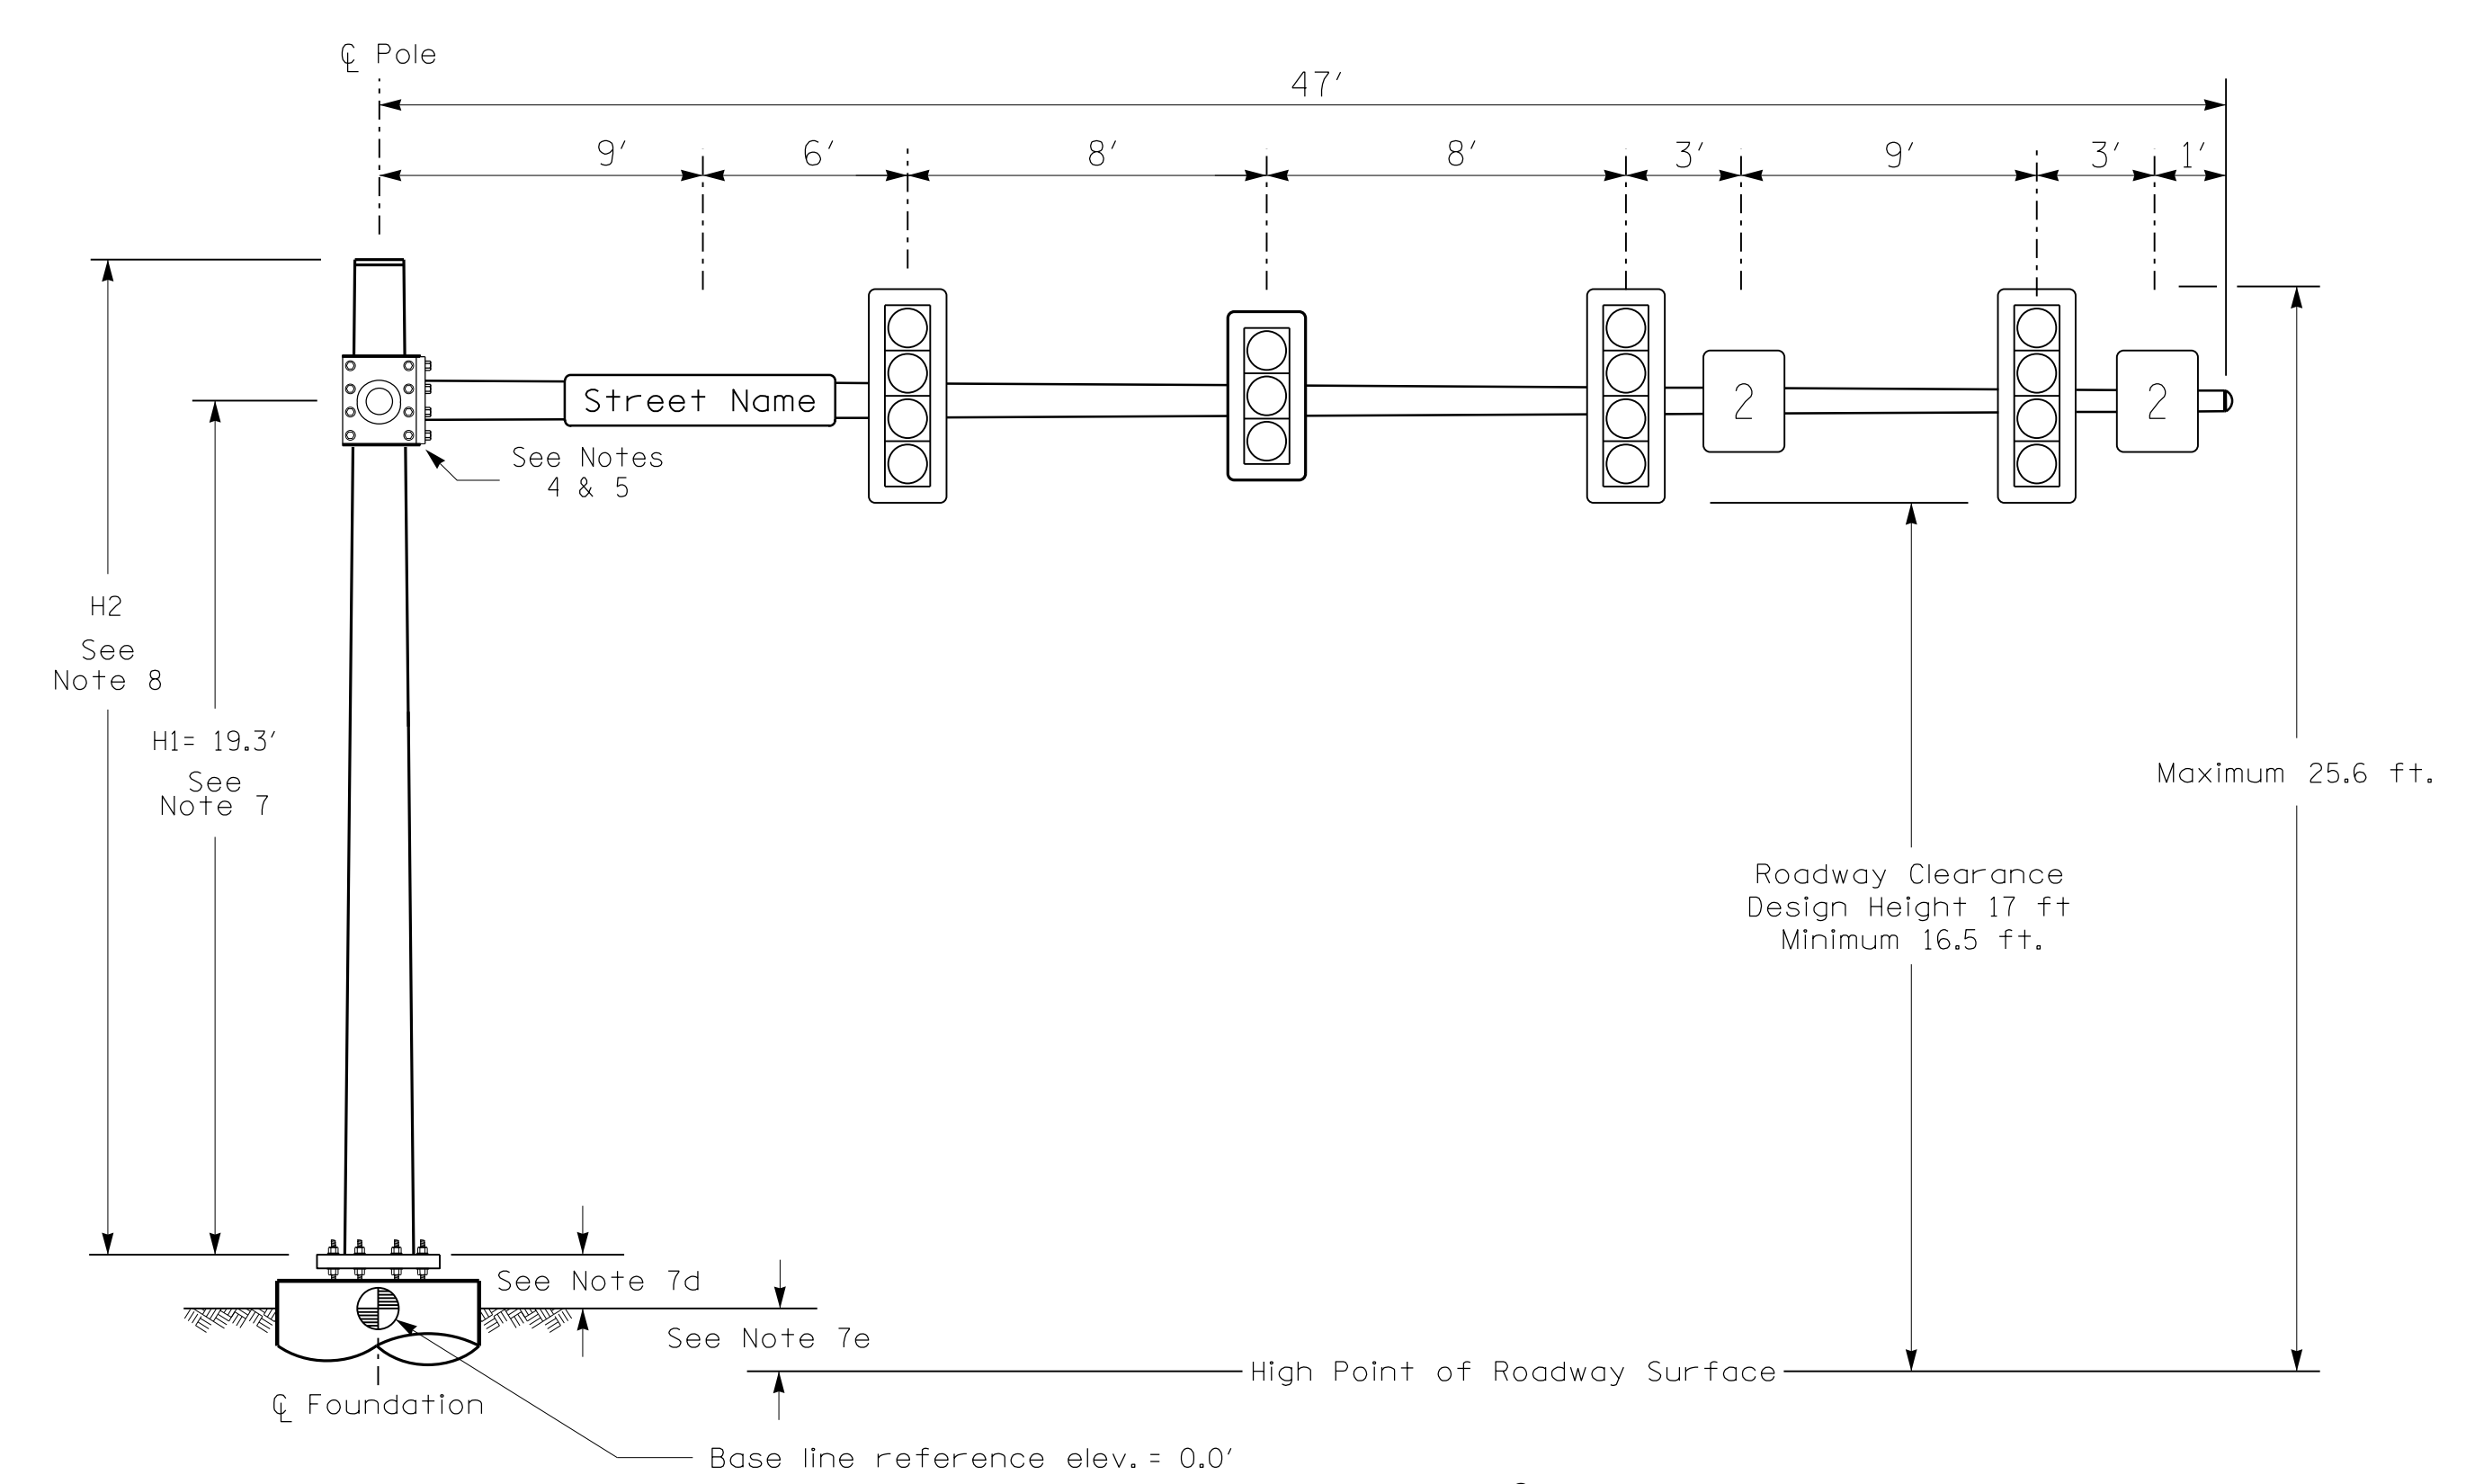 ℄ Pole
47'
9' 6' 8' 8' 3' 9' 3' 1'
Street Name
2 2
See Notes
4 & 5
H2
See
Note 8
H1= 19.3'
See
Note 7
Maximum 25.6 ft.
Roadway Clearance
Design Height 17 ft
Minimum 16.5 ft.
See Note 7d
See Note 7e
High Point of Roadway Surface
℄ Foundation
Base line reference elev. = 0.0'